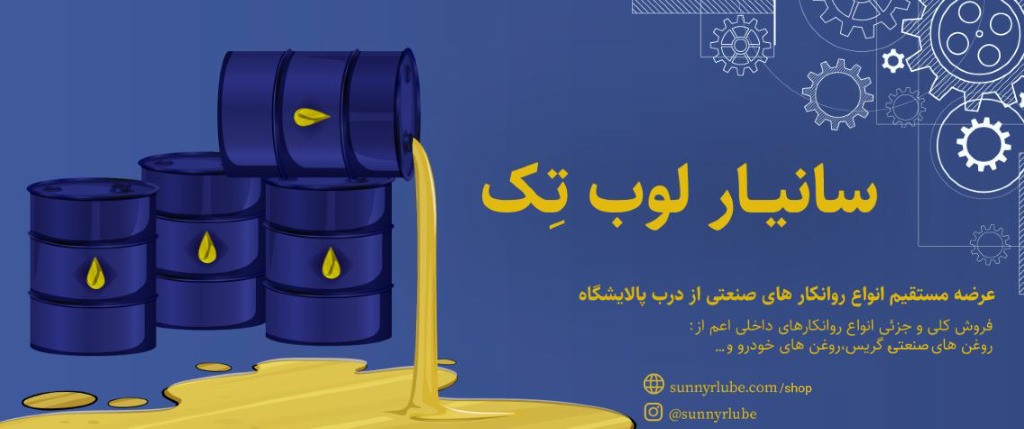 سانیار لوب تِک
عرضه مستقیم انواع روانکار های صنعتی از درب پالایشگاه
فروش کلی و جزئی انواع روانکارهای داخلی اعم از:
روغن های صنعتی گریس،روغن های خودرو و...
sunnyrlube.com/shop
@sunnyrlube